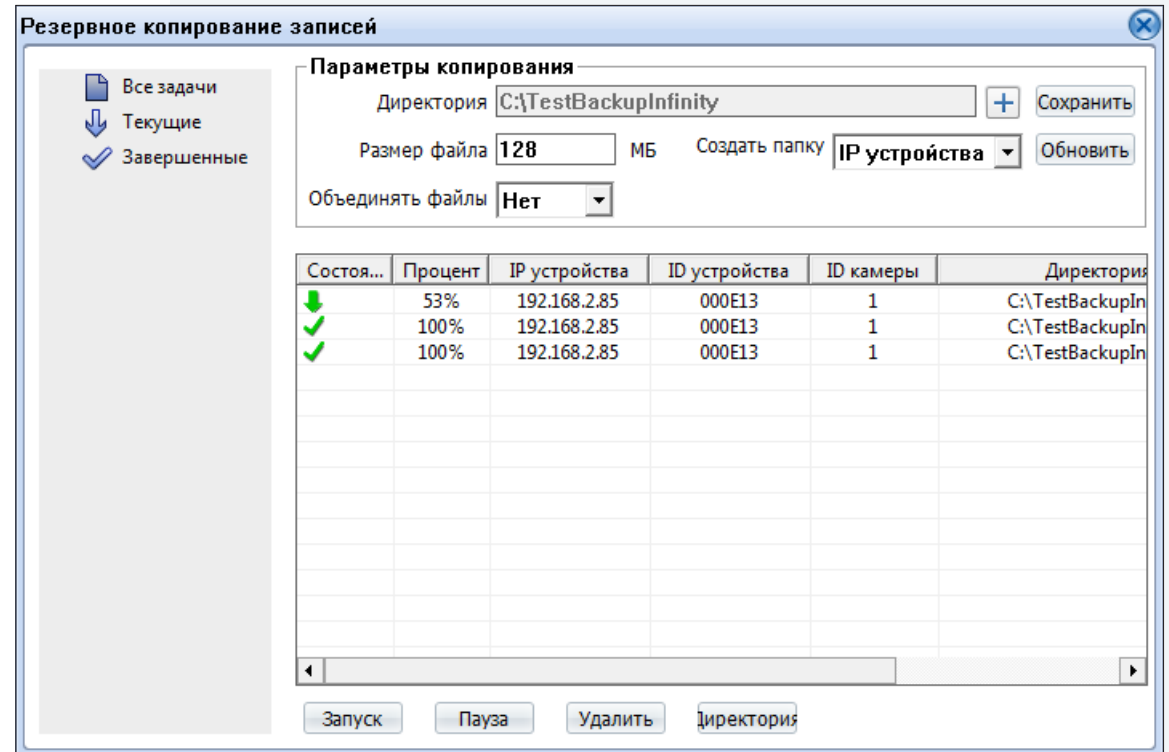 Резервное копирование записей
Все задачи
Текущие
Завершенные
Параметры копирования
Директория C:\TestBackupInfinity Сохранить
Размер файла 128 МБ Создать папку IP устройства Обновить
Объединять файлы Нет
Состоя... Процент IP устройства ID устройства ID камеры Директория
53% 192.168.2.85 000E13 1 C:\TestBackupIn
100% 192.168.2.85 000E13 1 C:\TestBackupIn
100% 192.168.2.85 000E13 1 C:\TestBackupIn
Запуск Пауза Удалить Директория